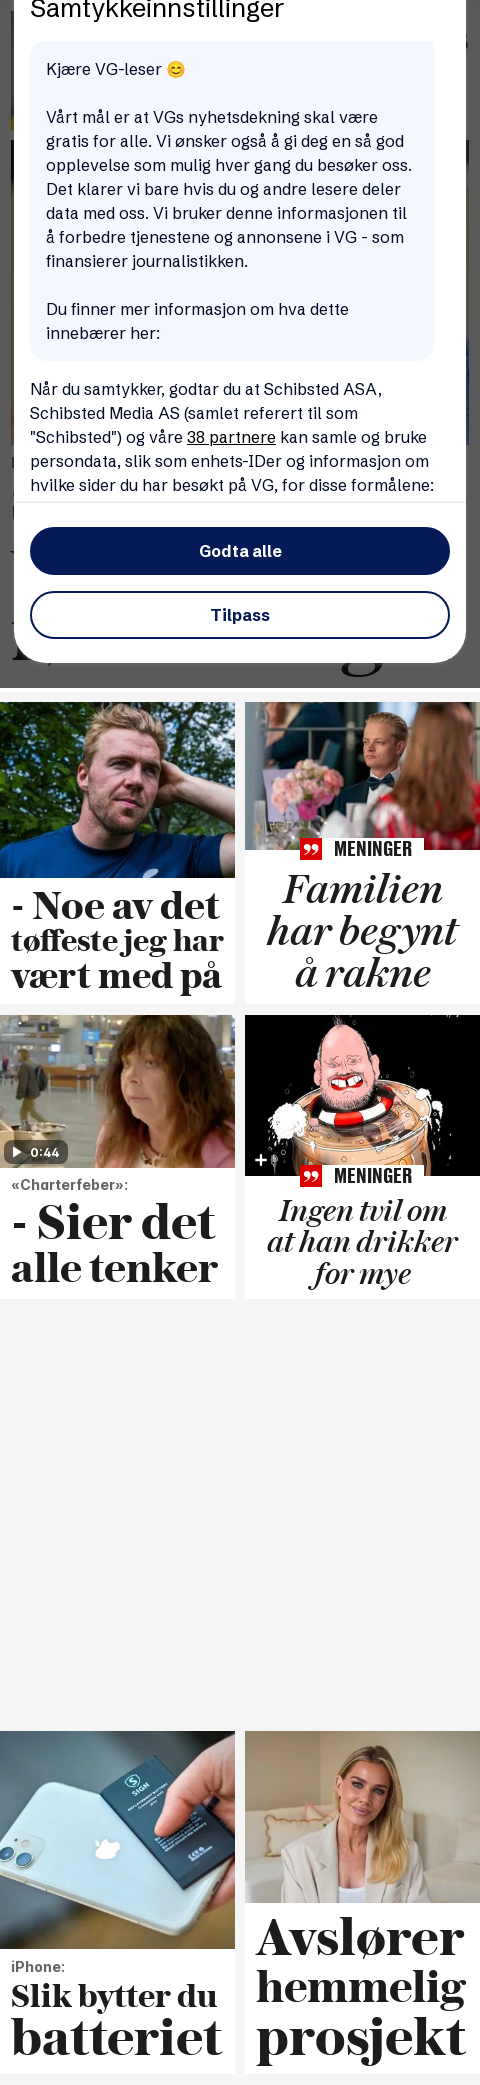 Samtykkeinnstillinger
Kjære VG-leser 😊
Vårt mål er at VGs nyhetsdekning skal være
gratis for alle. Vi ønsker også å gi deg en så god
opplevelse som mulig hver gang du besøker oss.
Det klarer vi bare hvis du og andre lesere deler
data med oss. Vi bruker denne informasjonen til
å forbedre tjenestene og annonsene i VG - som
finansierer journalistikken.
Du finner mer informasjon om hva dette
innebærer her:
Når du samtykker, godtar du at Schibsted ASA,
Schibsted Media AS (samlet referert til som
"Schibsted") og våre 38 partnere kan samle og bruke
persondata, slik som enhets-IDer og informasjon om
hvilke sider du har besøkt på VG, for disse formålene:
Godta alle
Tilpass
- Noe av det
tøffeste jeg har
vært med på
MENINGER
Familien
har begynt
å rakne
0:44
«Charterfeber»:
- Sier det
alle tenker
MENINGER
Ingen tvil om
at han drikker
for mye
SIGN
iPhone:
Slik bytter du
batteriet
Avslører
hemmelig
prosjekt